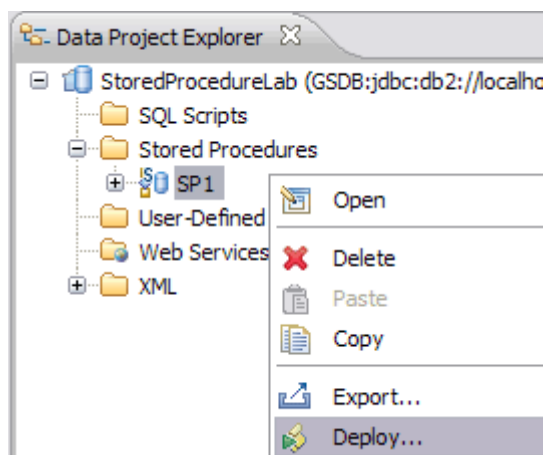 Data Project Explorer
StoredProcedureLab (GSDB:jdbc:db2://localho
SQL Scripts
Stored Procedures
SP1
User-Defined
Web Services
XML
Open
Delete
Paste
Copy
Export...
Deploy...